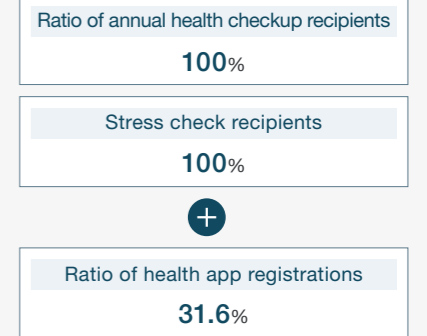 Ratio of annual health checkup recipients
100%
Stress check recipients
100%
+
Ratio of health app registrations
31.6%